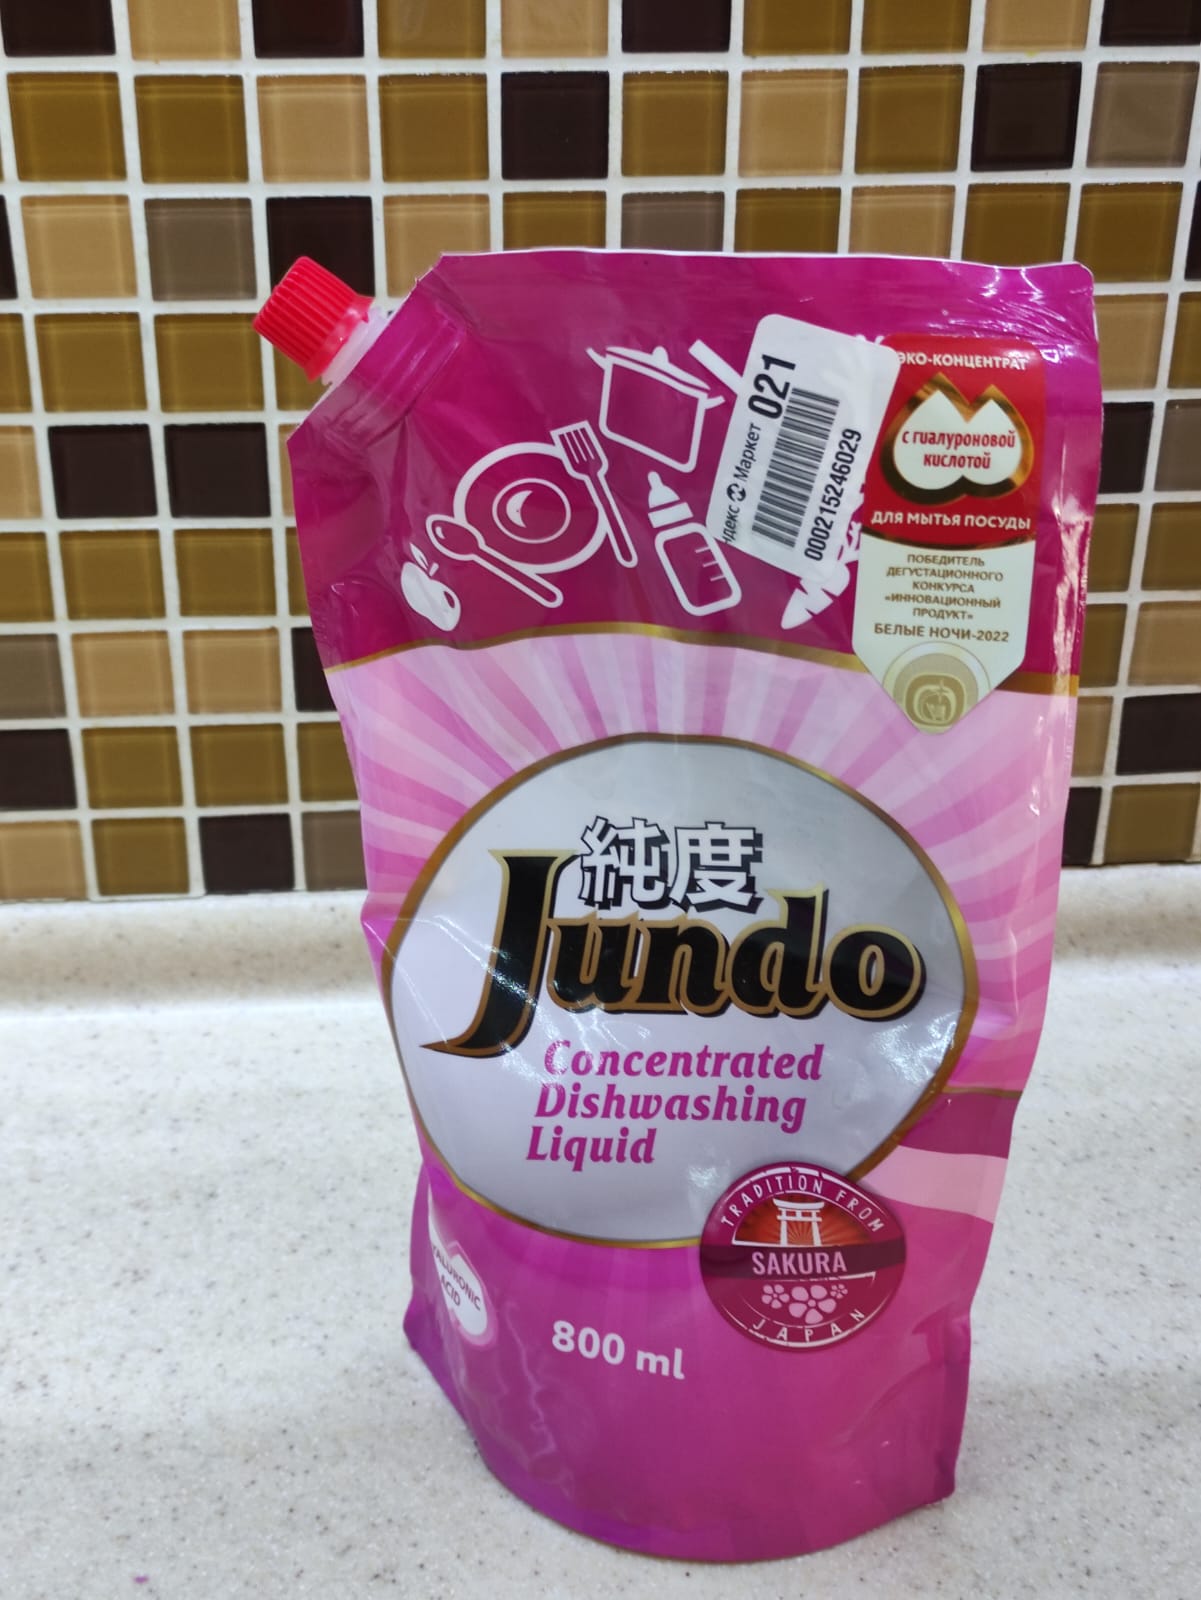 021
Маркет
000215246029
ЭКО-КОНЦЕНТРАТ
с гиалуроновой
кислотой
ДЛЯ МЫТЬЯ ПОСУДЫ
ПОБЕДИТЕЛЬ
ДЕГУСТАЦИОННОГО
КОНКУРСА
«ИННОВАЦИОННЫЙ
ПРОДУКТ»
БЕЛЫЕ НОЧИ-2022
純度
Jundo
Concentrated
Dishwashing
Liquid
TRADITION FROM
SAKURA
JAPAN
ACID
800 ml